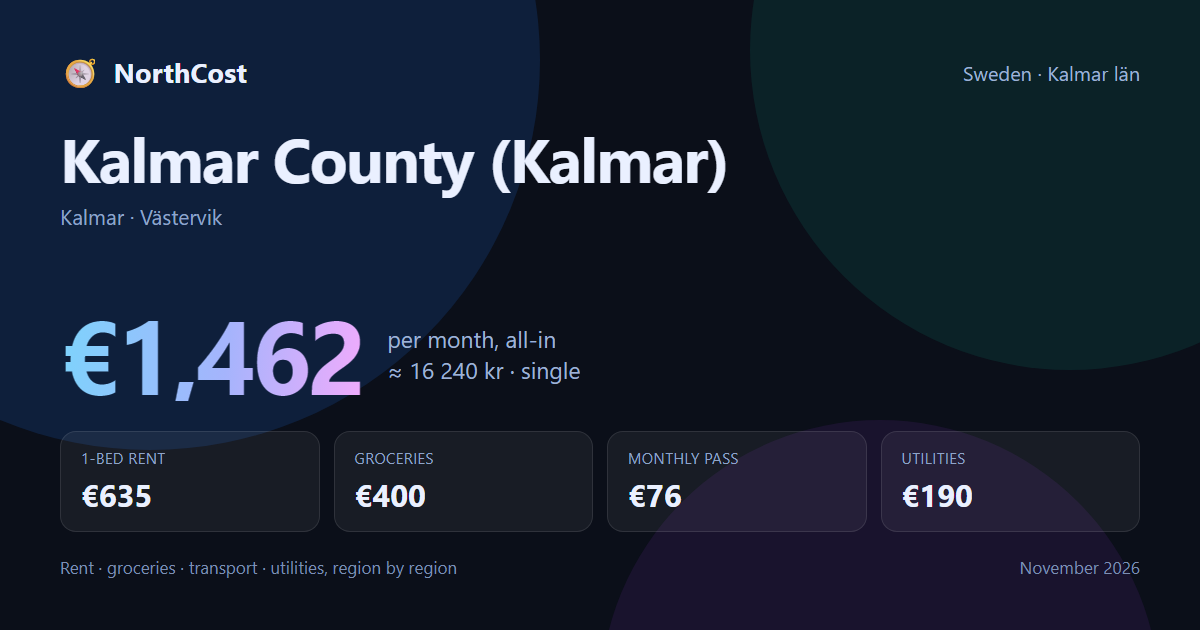 NorthCost
Sweden · Kalmar län
Kalmar County (Kalmar)
Kalmar · Västervik
€1,462
per month, all-in
≈ 16 240 kr · single
1-BED RENT
€635
GROCERIES
€400
MONTHLY PASS
€76
UTILITIES
€190
Rent · groceries · transport · utilities, region by region
November 2026